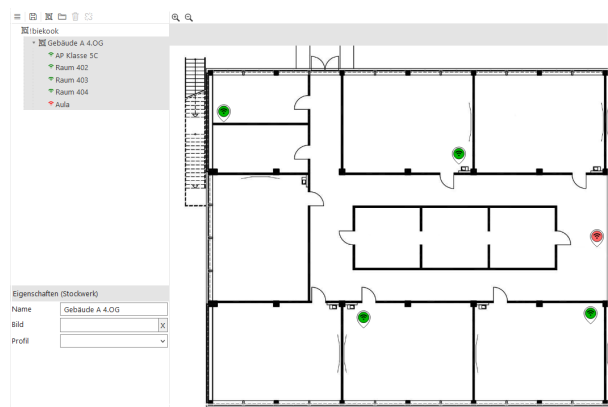 !biekook
Gebäude A 4.OG
AP Klasse 5C
Raum 402
Raum 403
Raum 404
Aula
Eigenschaften (Stockwerk)
Name Gebäude A 4.OG
Bild X
Profil